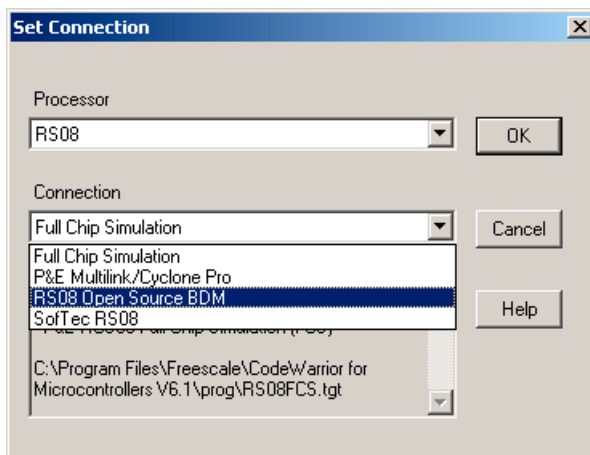 Set Connection
Processor
RS08
OK
Connection
Full Chip Simulation
Cancel
Full Chip Simulation
P&E Multilink/Cyclone Pro
RS08 Open Source BDM
SofTec RS08
Help
C:\Program Files\Freescale\CodeWarrior for
Microcontrollers V6.1\prog\RS08FCS.tgt